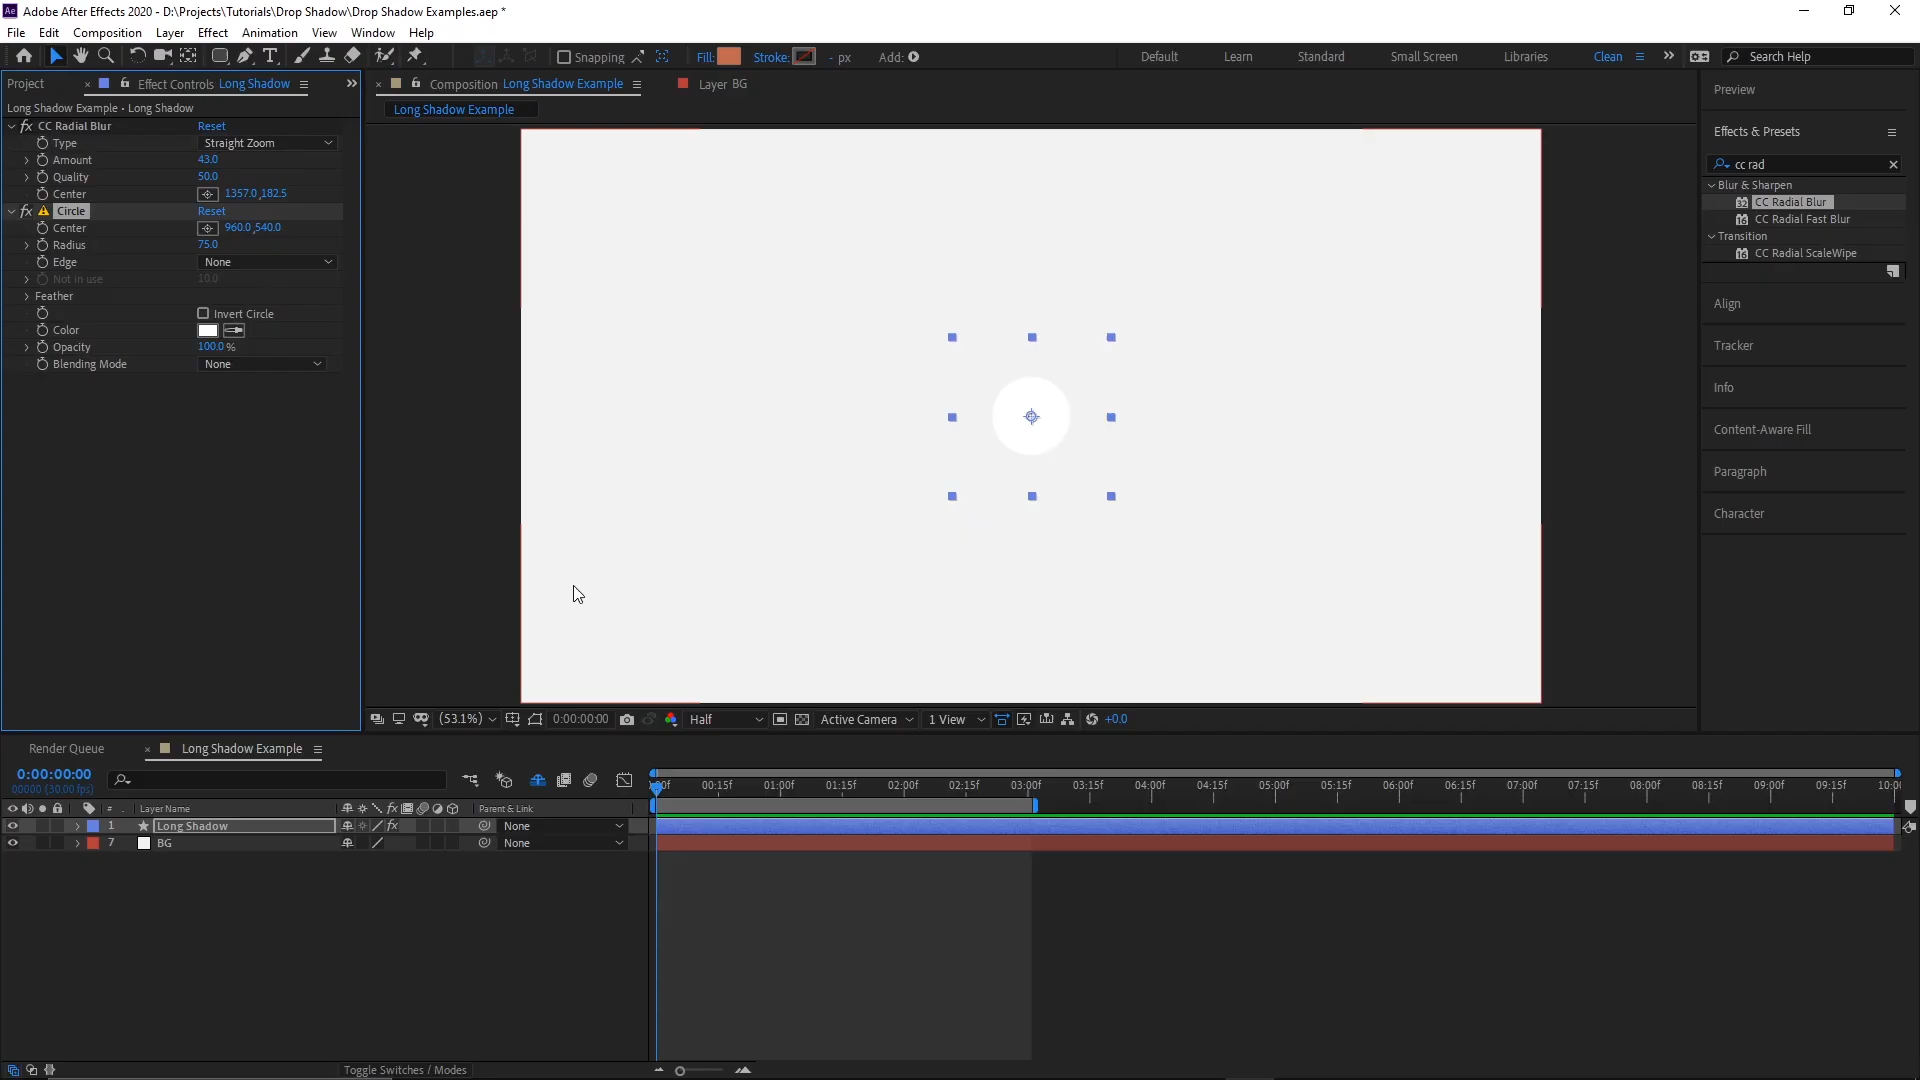 Ae Adobe After Effects 2020 - D:\Projects\Tutorials\Drop Shadow\Drop Shadow Examples.aep *
File Edit Composition Layer Effect Animation View Window Help
Snapping Fill: Stroke: - px Add: Default Learn Standard Small Screen Libraries Clean Search Help
Project Effect Controls Long Shadow Composition Long Shadow Example Layer BG Preview
Long Shadow Example • Long Shadow
Long Shadow Example
fx CC Radial Blur Reset
Type Straight Zoom
Amount 43.0
Quality 50.0
Center 1357.0,182.5
fx Circle Reset
Center 960.0,540.0
Radius 75.0
Edge None
Not in use 10.0
Feather
Invert Circle
Color
Opacity 100.0 %
Blending Mode None
Effects & Presets
cc rad
Blur & Sharpen
32 CC Radial Blur
16 CC Radial Fast Blur
Transition
16 CC Radial ScaleWipe
Align
Tracker
Info
Content-Aware Fill
Paragraph
Character
(53.1%) 0:00:00:00 Half Active Camera 1 View +0.0
Render Queue Long Shadow Example
0:00:00:00
00000 (30.00 fps)
00:15f 01:00f 01:15f 02:00f 02:15f 03:00f 03:15f 04:00f 04:15f 05:00f 05:15f 06:00f 06:15f 07:00f 07:15f 08:00f 08:15f 09:00f 09:15f 10:00
# Layer Name fx Parent & Link
1 Long Shadow fx None
7 BG None
Toggle Switches / Modes